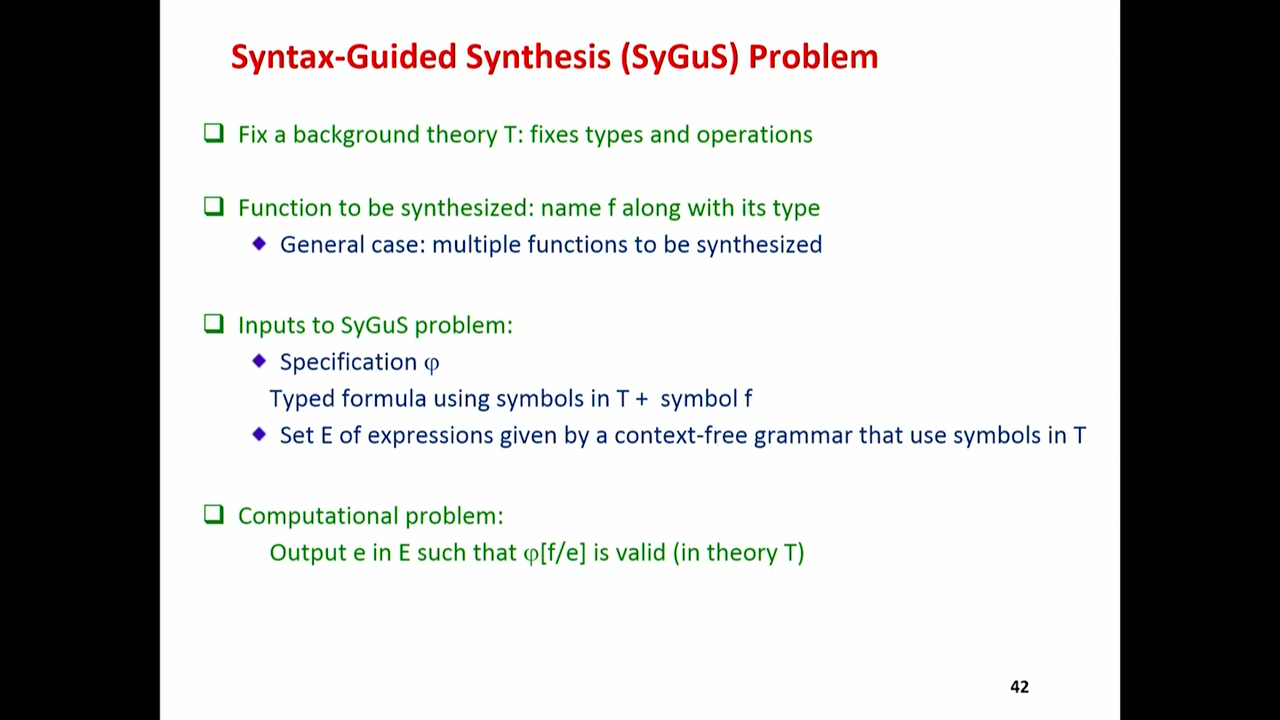 Syntax-Guided Synthesis (SyGuS) Problem
Fix a background theory T: fixes types and operations
Function to be synthesized: name f along with its type
General case: multiple functions to be synthesized
Inputs to SyGuS problem:
Specification φ
Typed formula using symbols in T + symbol f
Set E of expressions given by a context-free grammar that use symbols in T
Computational problem:
Output e in E such that φ[f/e] is valid (in theory T)
42